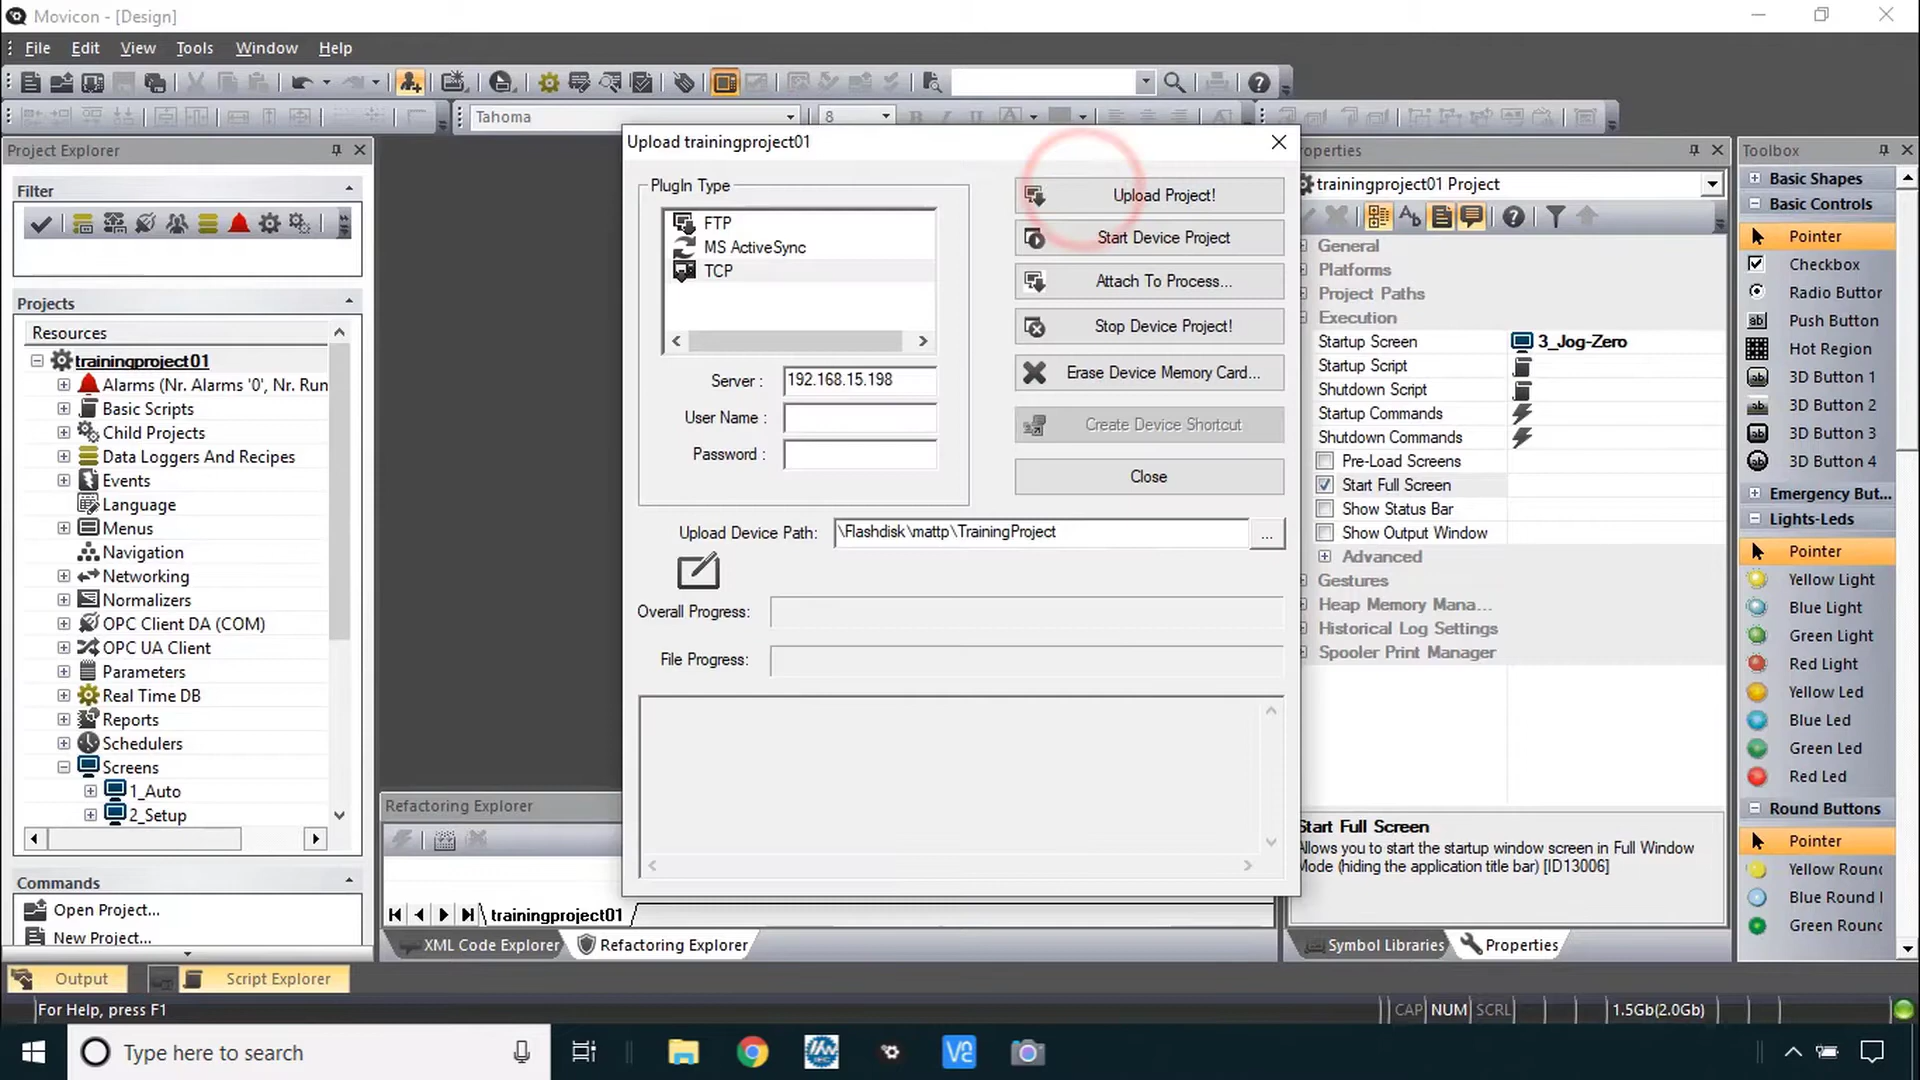 Movicon - [Design]
File Edit View Tools Window Help
Tahoma 8
Project Explorer
Filter
Projects
Resources
trainingproject01
Alarms (Nr. Alarms '0', Nr. Run
Basic Scripts
Child Projects
Data Loggers And Recipes
Events
Language
Menus
Navigation
Networking
Normalizers
OPC Client DA (COM)
OPC UA Client
Parameters
Real Time DB
Reports
Schedulers
Screens
1_Auto
2_Setup
Commands
Open Project...
New Project...
Output Script Explorer
Refactoring Explorer
trainingproject01
XML Code Explorer Refactoring Explorer
Upload trainingproject01
PlugIn Type
FTP
MS ActiveSync
TCP
Server : 192.168.15.198
User Name :
Password :
Upload Project!
Start Device Project
Attach To Process...
Stop Device Project!
Erase Device Memory Card...
Create Device Shortcut
Close
Upload Device Path: \Flashdisk\mattp\TrainingProject ...
Overall Progress:
File Progress:
roperties
trainingproject01 Project
General
Platforms
Project Paths
Execution
Startup Screen 3_Jog-Zero
Startup Script
Shutdown Script
Startup Commands
Shutdown Commands
Pre-Load Screens
Start Full Screen
Show Status Bar
Show Output Window
Advanced
Gestures
Heap Memory Mana...
Historical Log Settings
Spooler Print Manager
Start Full Screen
Allows you to start the startup window screen in Full Window
Mode (hiding the application title bar) [ID13006]
Symbol Libraries Properties
Toolbox
Basic Shapes
Basic Controls
Pointer
Checkbox
Radio Buttor
Push Button
Hot Region
3D Button 1
3D Button 2
3D Button 3
3D Button 4
Emergency But...
Lights-Leds
Pointer
Yellow Light
Blue Light
Green Light
Red Light
Yellow Led
Blue Led
Green Led
Red Led
Round Buttons
Pointer
Yellow Rounc
Blue Round I
Green Rounc
For Help, press F1
CAP NUM SCRL 1.5Gb(2.0Gb)
Type here to search